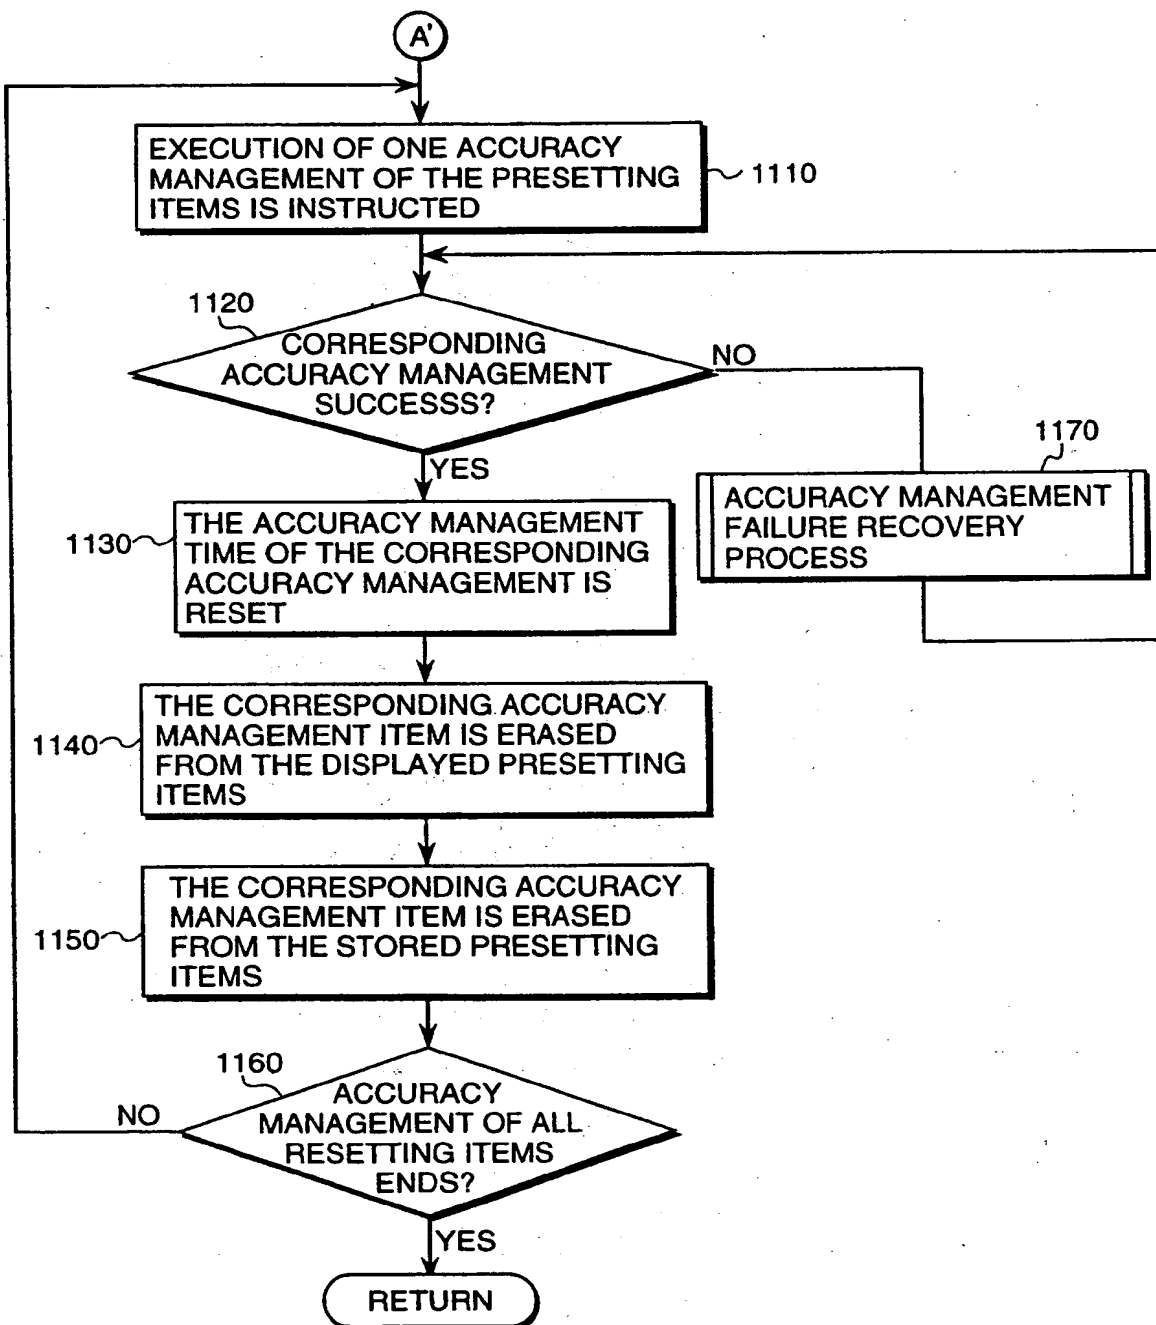 A'
EXECUTION OF ONE ACCURACY
MANAGEMENT OF THE PRESETTING
ITEMS IS INSTRUCTED
1110
1120
CORRESPONDING
ACCURACY MANAGEMENT
SUCCESSS?
NO
YES
1170
ACCURACY MANAGEMENT
FAILURE RECOVERY
PROCESS
1130
THE ACCURACY MANAGEMENT
TIME OF THE CORRESPONDING
ACCURACY MANAGEMENT IS
RESET
1140
THE CORRESPONDING ACCURACY
MANAGEMENT ITEM IS ERASED
FROM THE DISPLAYED PRESETTING
ITEMS
1150
THE CORRESPONDING ACCURACY
MANAGEMENT ITEM IS ERASED
FROM THE STORED PRESETTING
ITEMS
1160
ACCURACY
MANAGEMENT OF ALL
RESETTING ITEMS
ENDS?
NO
YES
RETURN